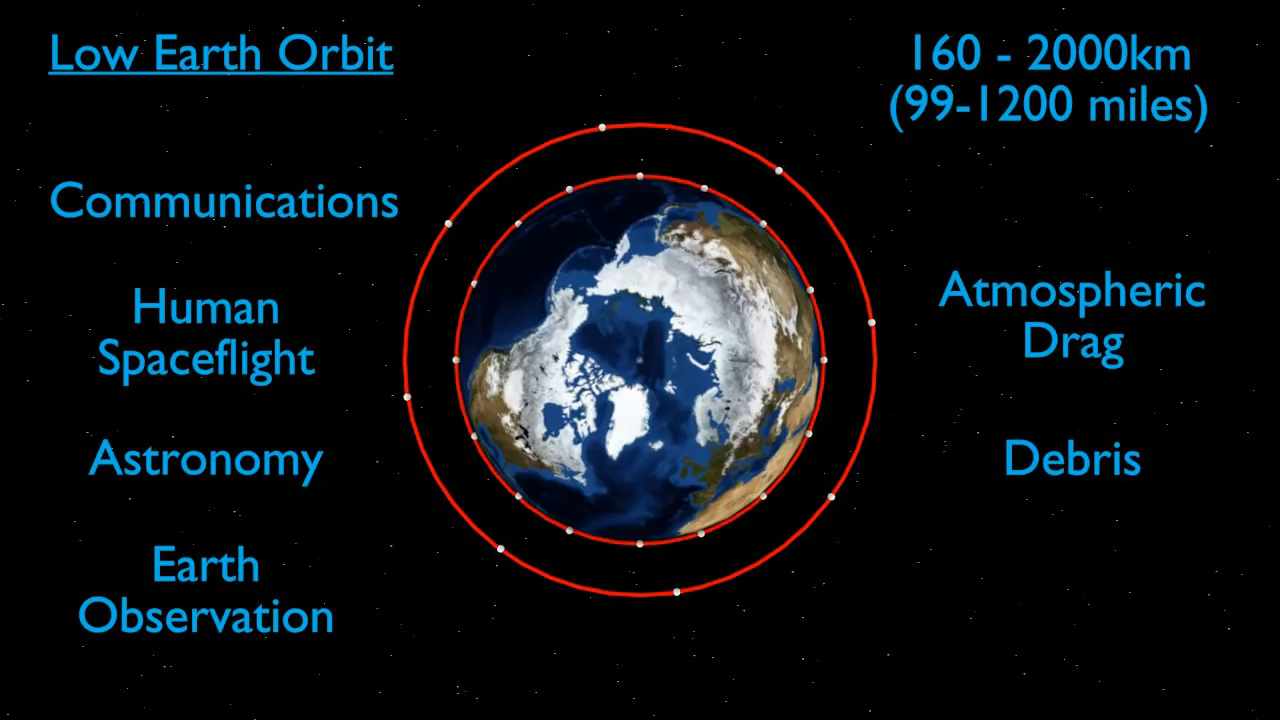 Low Earth Orbit
160 - 2000km
(99-1200 miles)
Communications
Human
Spaceflight
Astronomy
Earth
Observation
Atmospheric
Drag
Debris